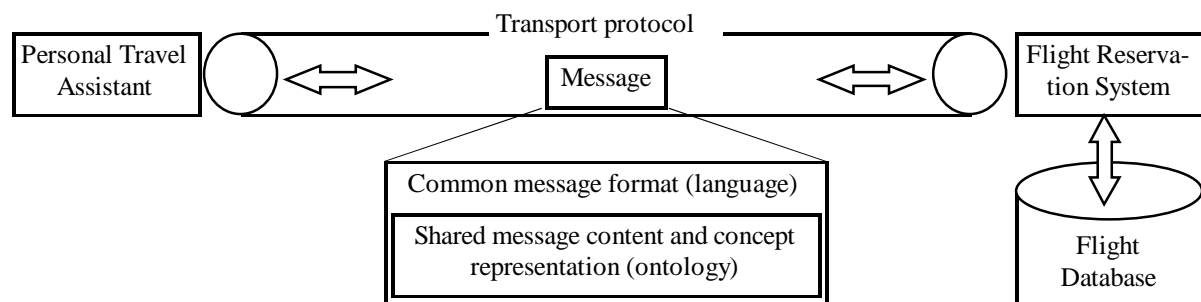 Transport protocol
Personal Travel
Assistant
Message
Flight Reserva-
tion System
Common message format (language)
Shared message content and concept
representation (ontology)
Flight
Database